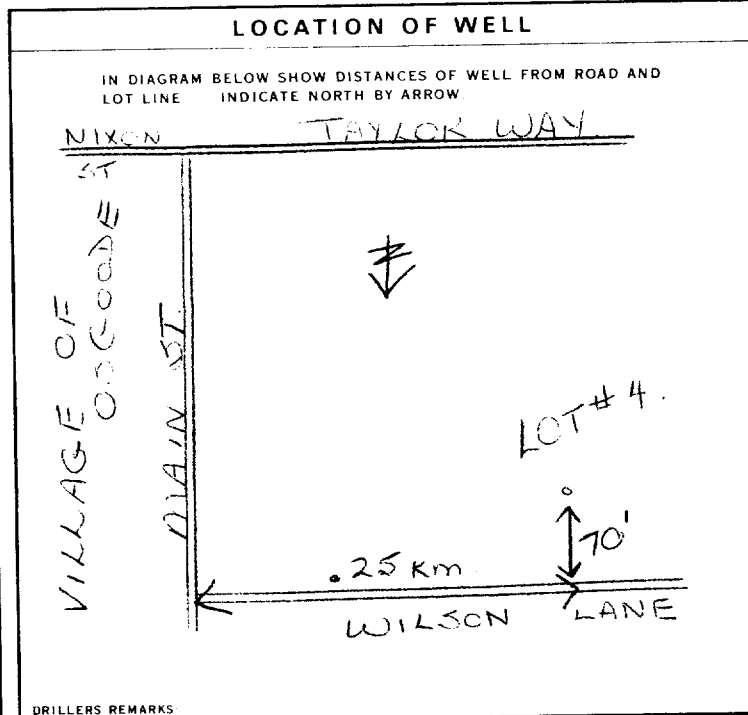 LOCATION OF WELL
IN DIAGRAM BELOW SHOW DISTANCES OF WELL FROM ROAD AND
LOT LINE INDICATE NORTH BY ARROW.
NIXON ST
TAYLOR WAY.
VILLAGE OF
OSGOODE
MAIN ST.
N
LOT #4.
70'
.25 Km
WILSON LANE
DRILLERS REMARKS